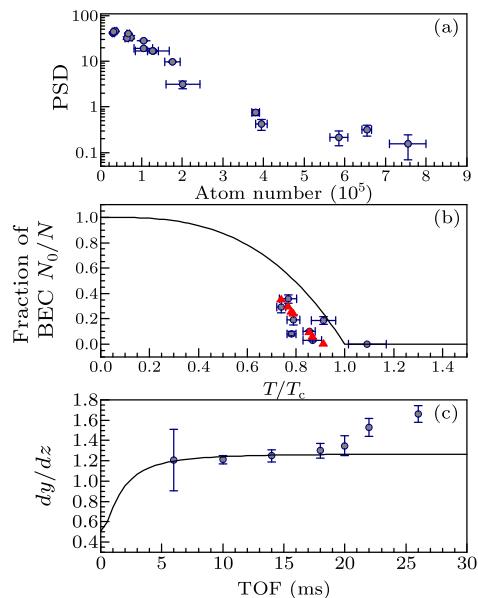 (a)
PSD
100
10
1
0.1
0 1 2 3 4 5 6 7 8 9
Atom number (10⁵)
(b)
Fraction of
BEC N₀/N
1.0
0.8
0.6
0.4
0.2
0.0
0.0 0.2 0.4 0.6 0.8 1.0 1.2 1.4
T/Tc
(c)
dy/dz
1.8
1.6
1.4
1.2
1.0
0.8
0.6
0.4
0 5 10 15 20 25 30
TOF (ms)